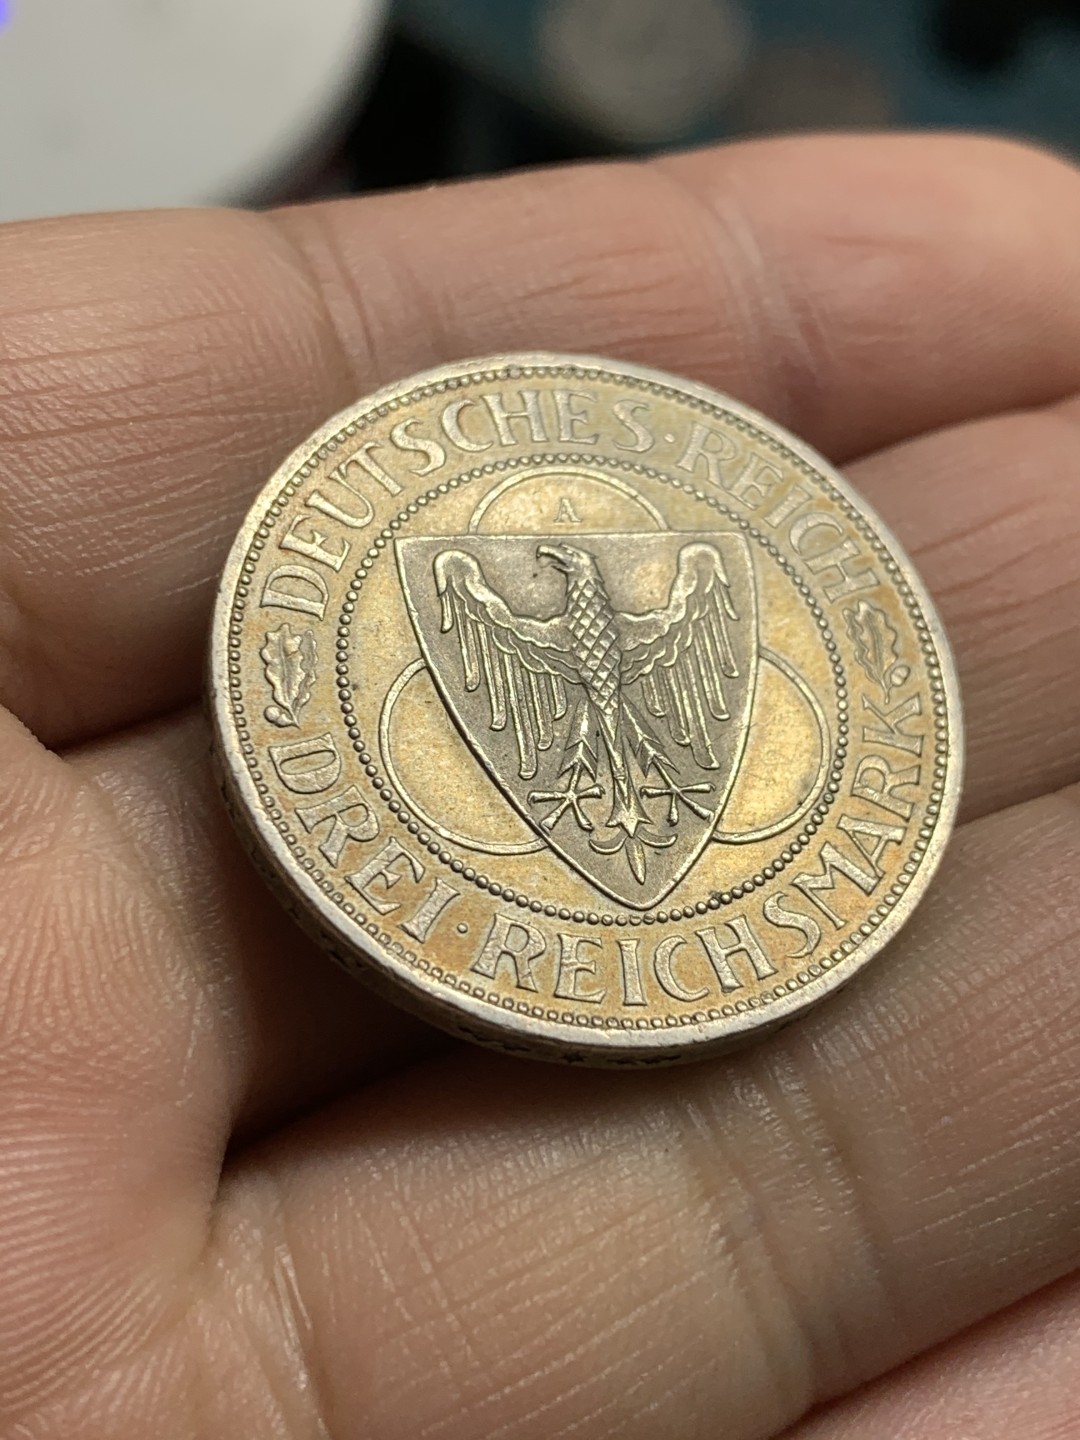 DEUTSCHES · REICH
A
DREI · REICHSMARK